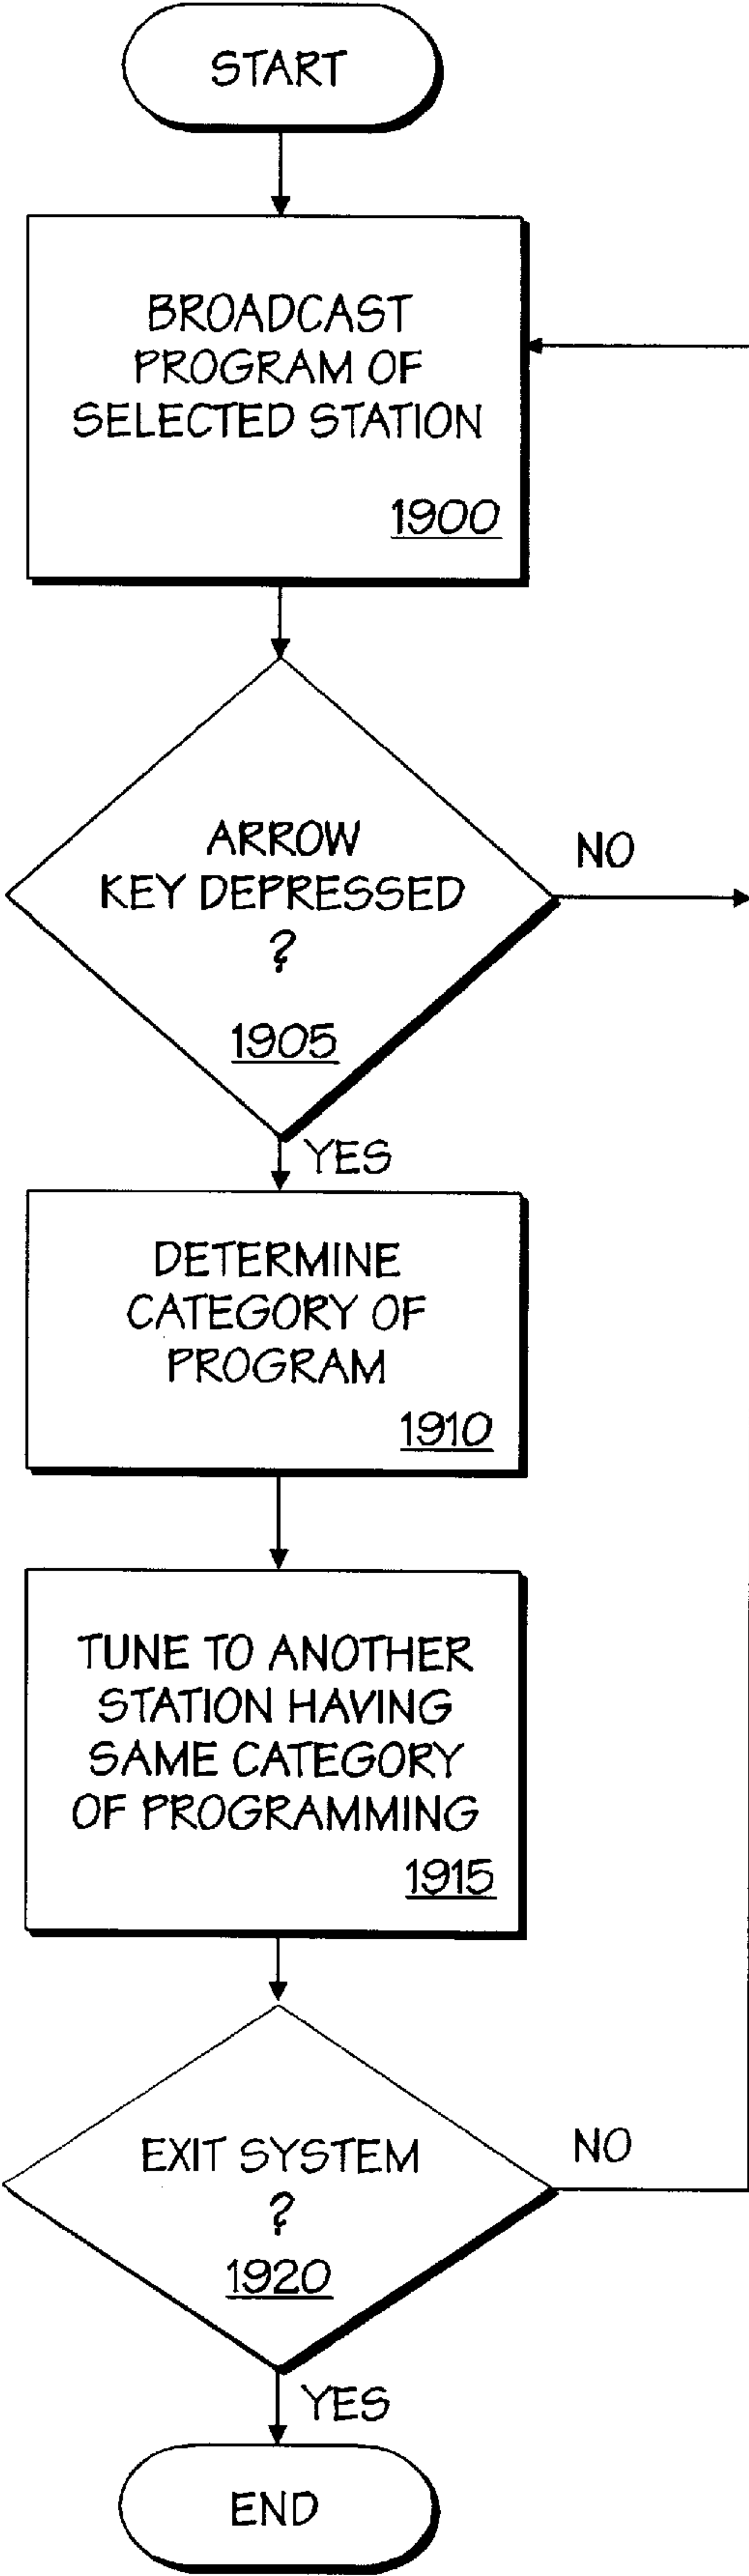 START
BROADCAST
PROGRAM OF
SELECTED STATION
1900
ARROW
KEY DEPRESSED
?
1905
NO
YES
DETERMINE
CATEGORY OF
PROGRAM
1910
TUNE TO ANOTHER
STATION HAVING
SAME CATEGORY
OF PROGRAMMING
1915
EXIT SYSTEM
?
1920
NO
YES
END